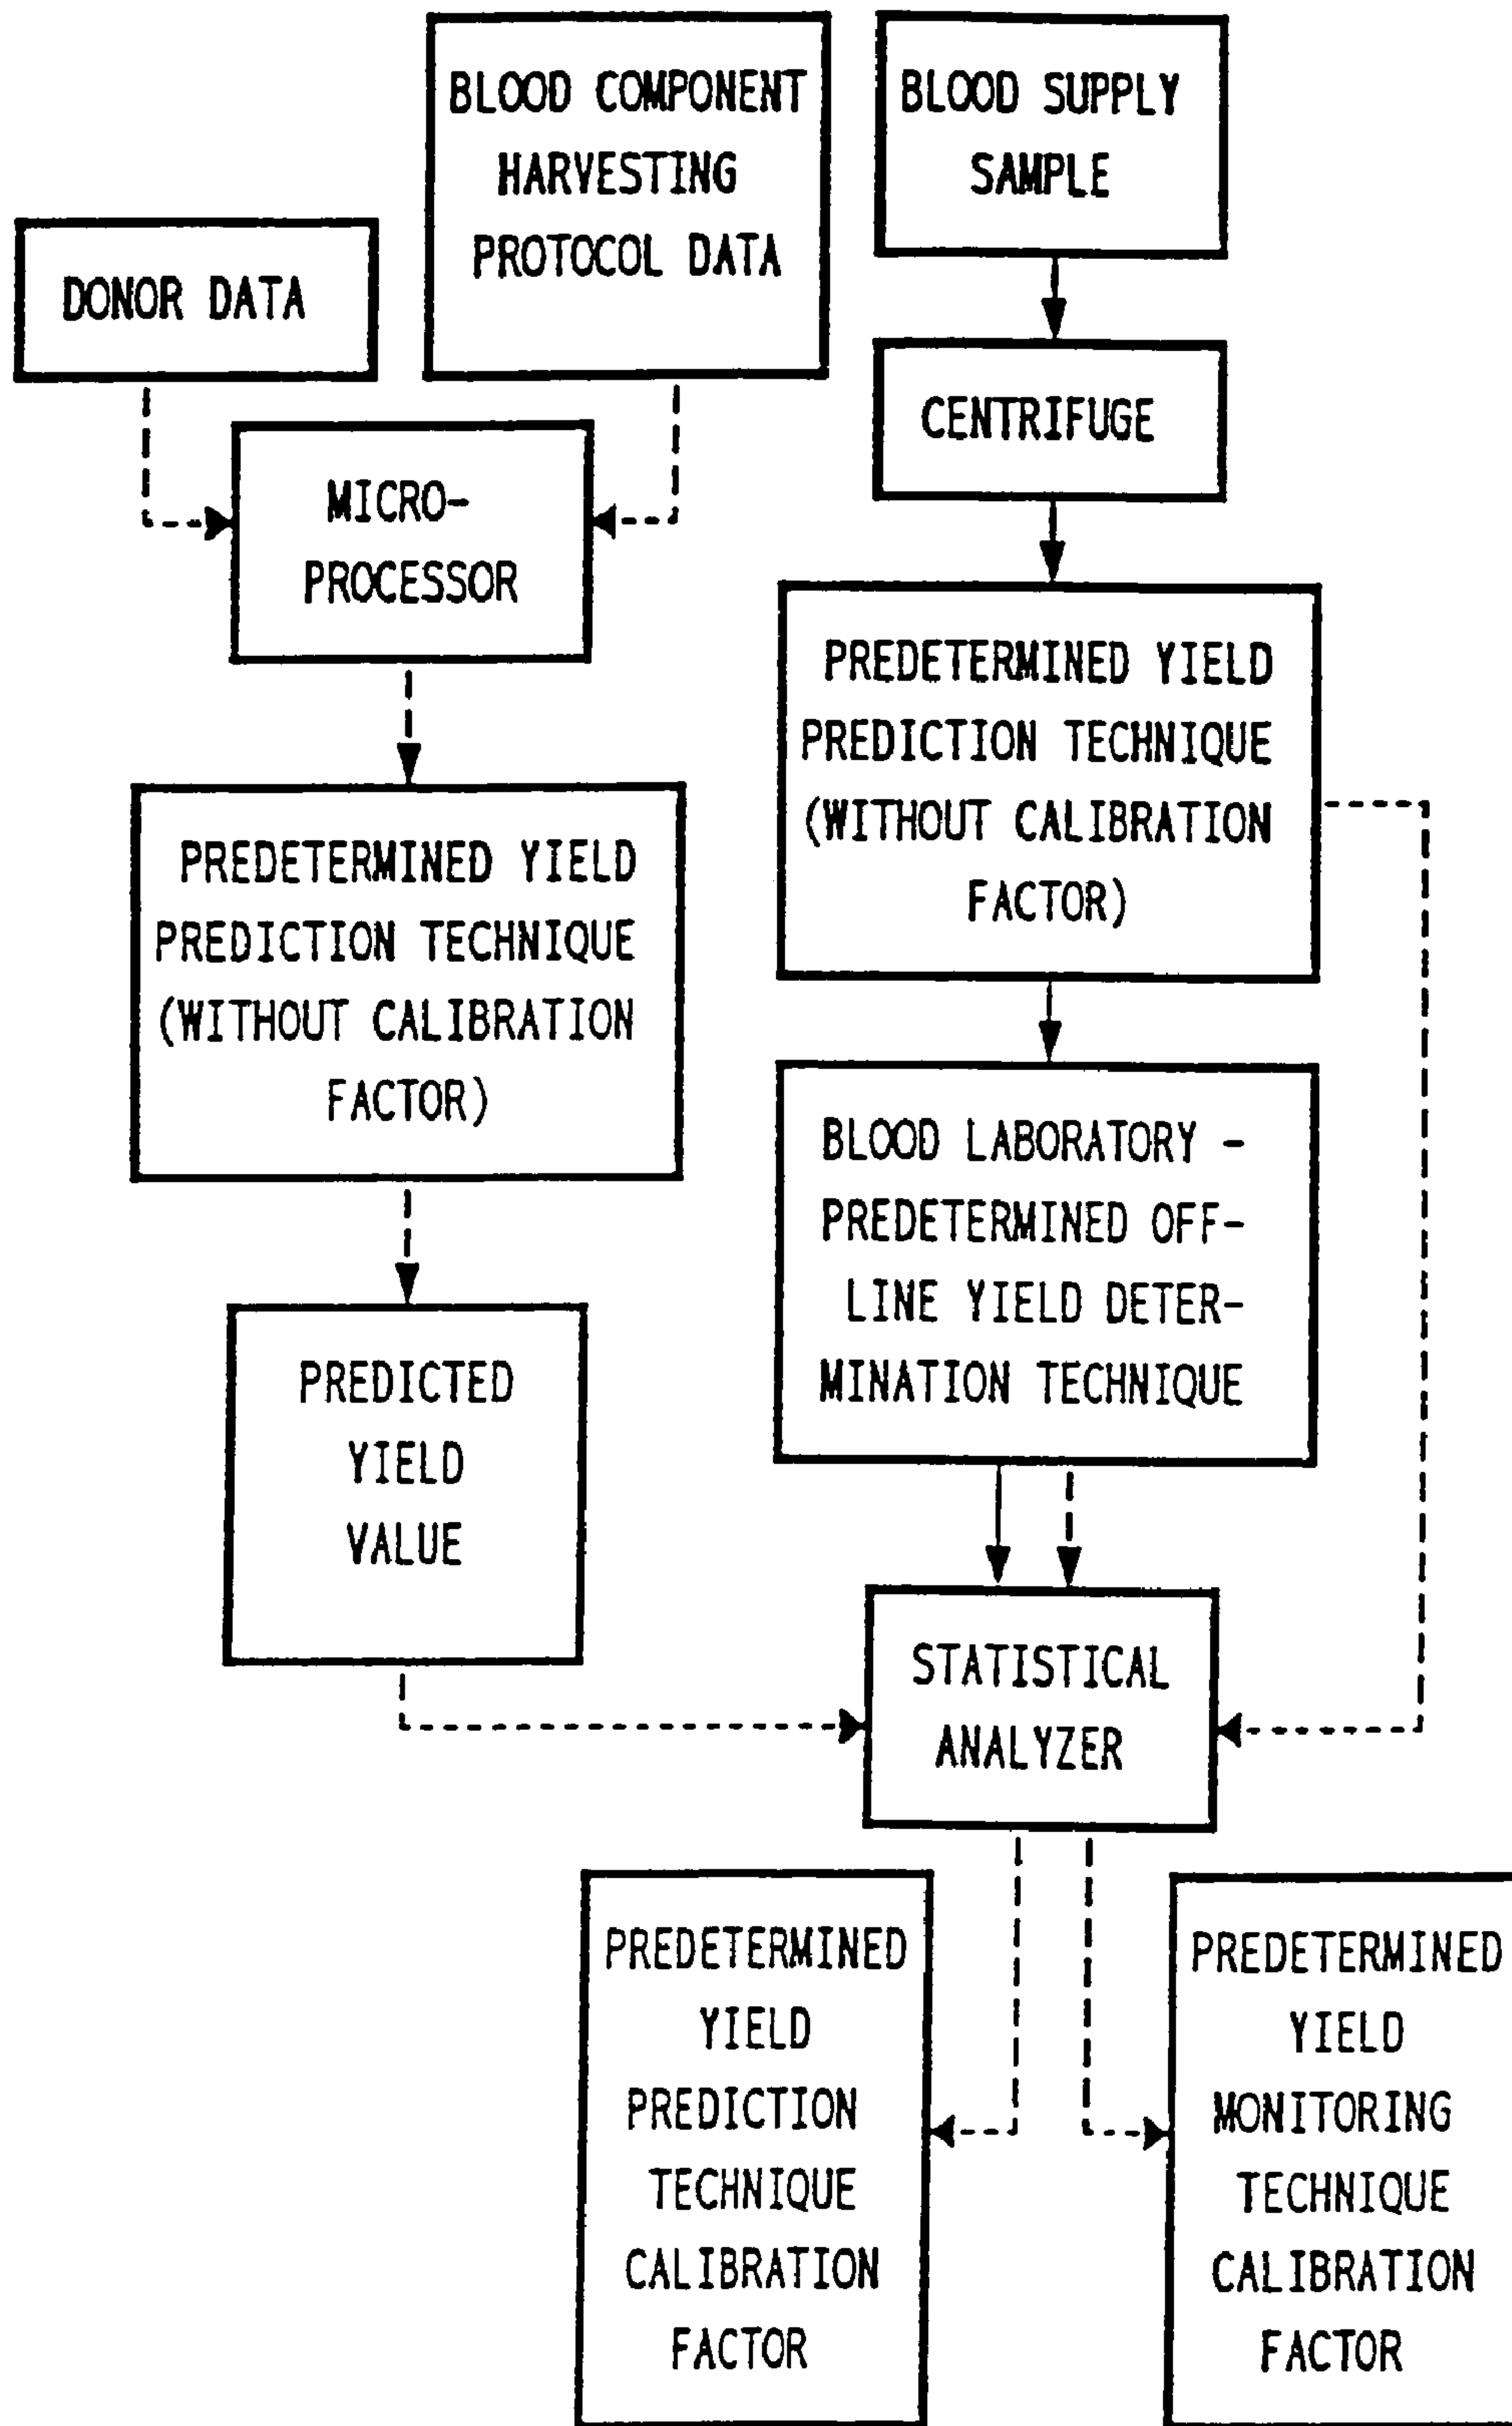 DONOR DATA
BLOOD COMPONENT
HARVESTING
PROTOCOL DATA
BLOOD SUPPLY
SAMPLE
CENTRIFUGE
MICRO-
PROCESSOR
PREDETERMINED YIELD
PREDICTION TECHNIQUE
(WITHOUT CALIBRATION
FACTOR)
PREDETERMINED YIELD
PREDICTION TECHNIQUE
(WITHOUT CALIBRATION
FACTOR)
BLOOD LABORATORY -
PREDETERMINED OFF-
LINE YIELD DETER-
MINATION TECHNIQUE
PREDICTED
YIELD
VALUE
STATISTICAL
ANALYZER
PREDETERMINED
YIELD
PREDICTION
TECHNIQUE
CALIBRATION
FACTOR
PREDETERMINED
YIELD
MONITORING
TECHNIQUE
CALIBRATION
FACTOR